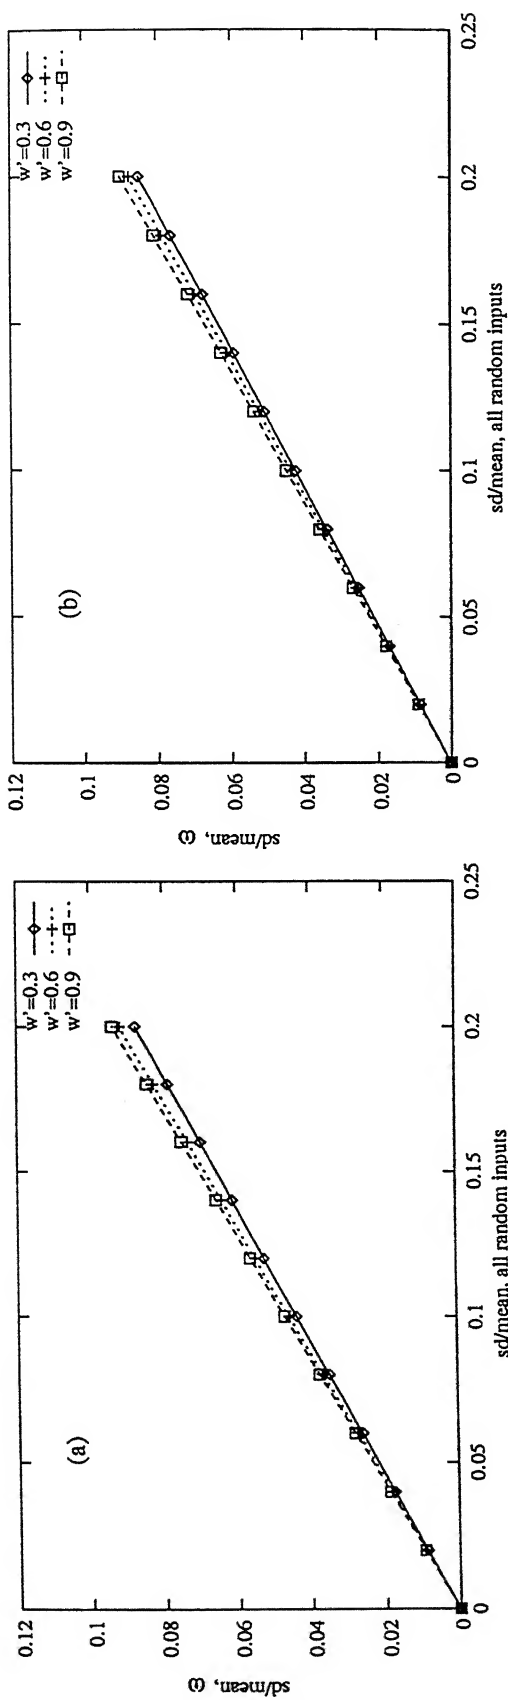 (a)
w'=0.3
w'=0.6
w'=0.9
0.12
0.1
0.08
0.06
0.04
0.02
0
sd/mean, ω
0
0.05
0.1
0.15
0.2
0.25
sd/mean, all random inputs
(b)
w'=0.3
w'=0.6
w'=0.9
0.12
0.1
0.08
0.06
0.04
0.02
0
sd/mean, ω
0
0.05
0.1
0.15
0.2
0.25
sd/mean, all random inputs